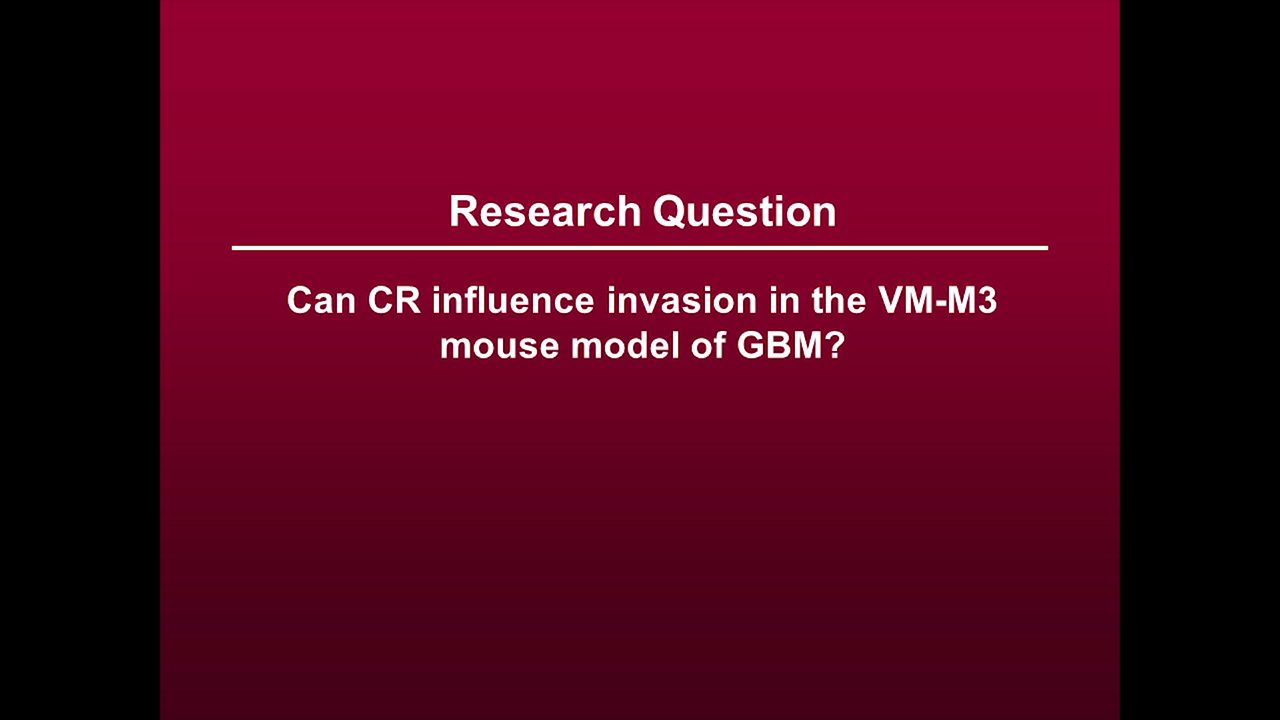 Research Question
Can CR influence invasion in the VM-M3
mouse model of GBM?